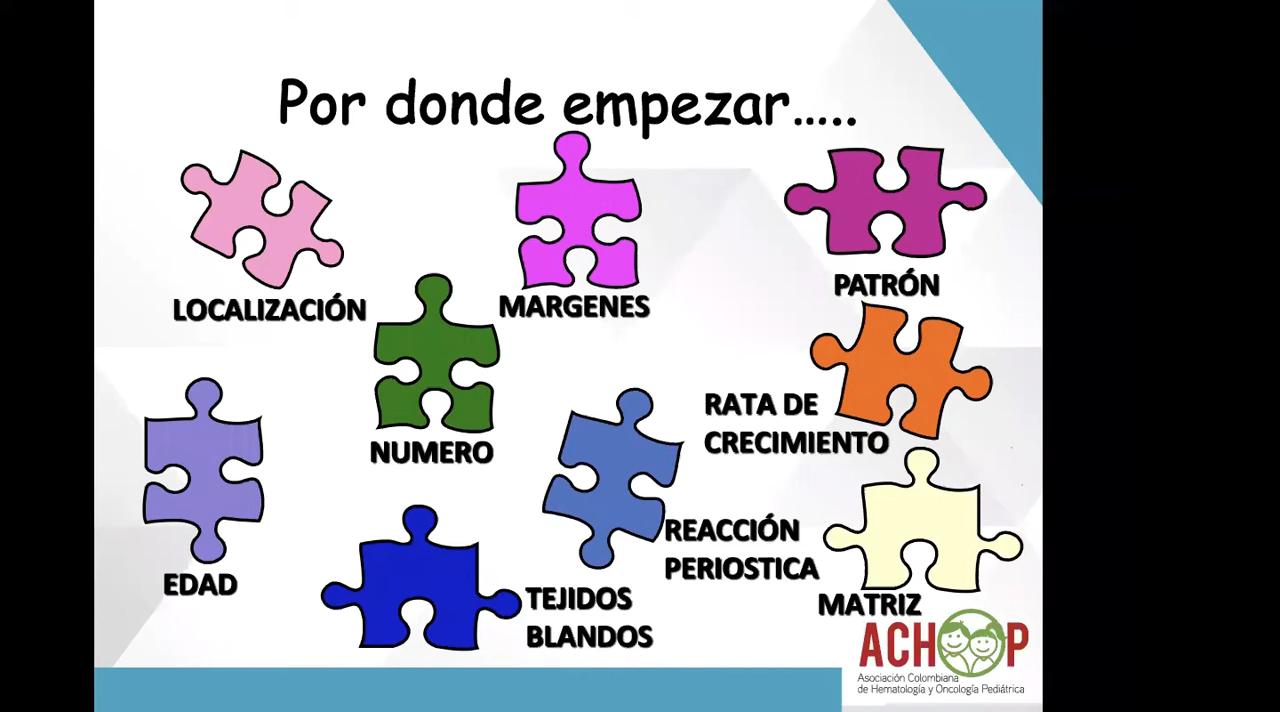 Por donde empezar.....
LOCALIZACIÓN
MARGENES
PATRÓN
NUMERO
RATA DE
CRECIMIENTO
EDAD
TEJIDOS
BLANDOS
REACCIÓN
PERIOSTICA
MATRIZ
ACHOP
Asociación Colombiana
de Hematología y Oncología Pediátrica